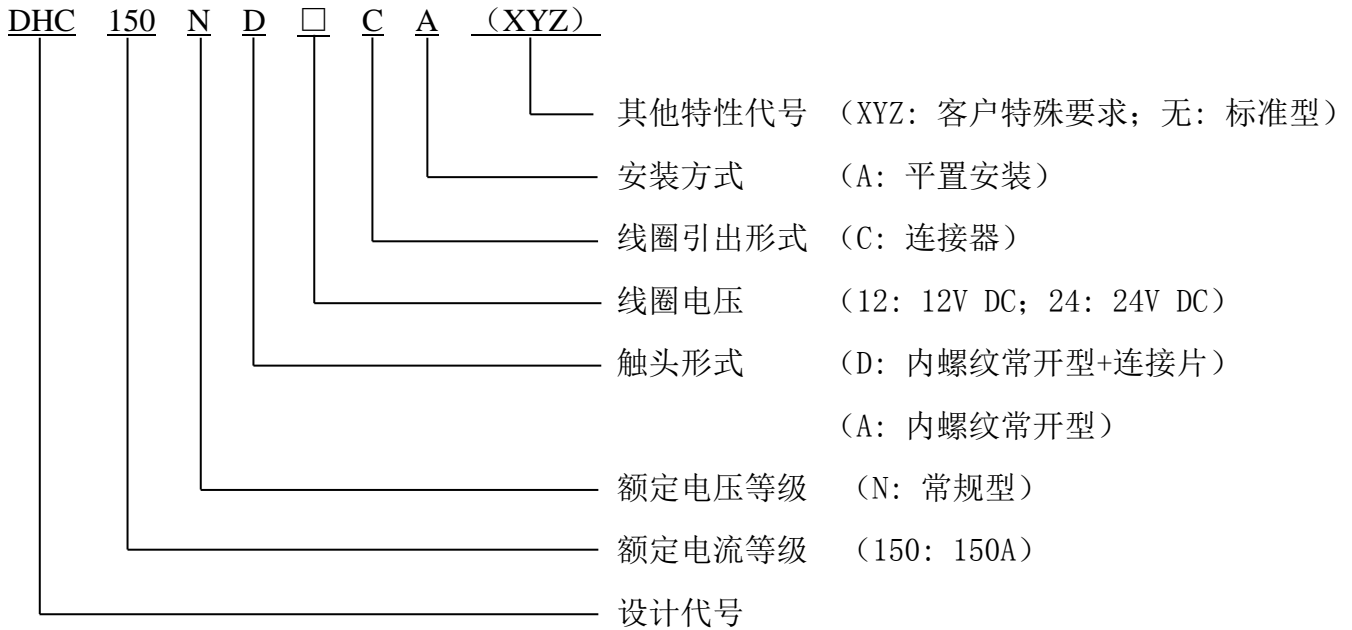 DHC 150 N D □ C A （XYZ）
其他特性代号 （XYZ: 客户特殊要求; 无: 标准型）
安装方式 （A: 平置安装）
线圈引出形式 （C: 连接器）
线圈电压 （12: 12V DC; 24: 24V DC）
触头形式 （D: 内螺纹常开型+连接片）
（A: 内螺纹常开型）
额定电压等级 （N: 常规型）
额定电流等级 （150: 150A）
设计代号